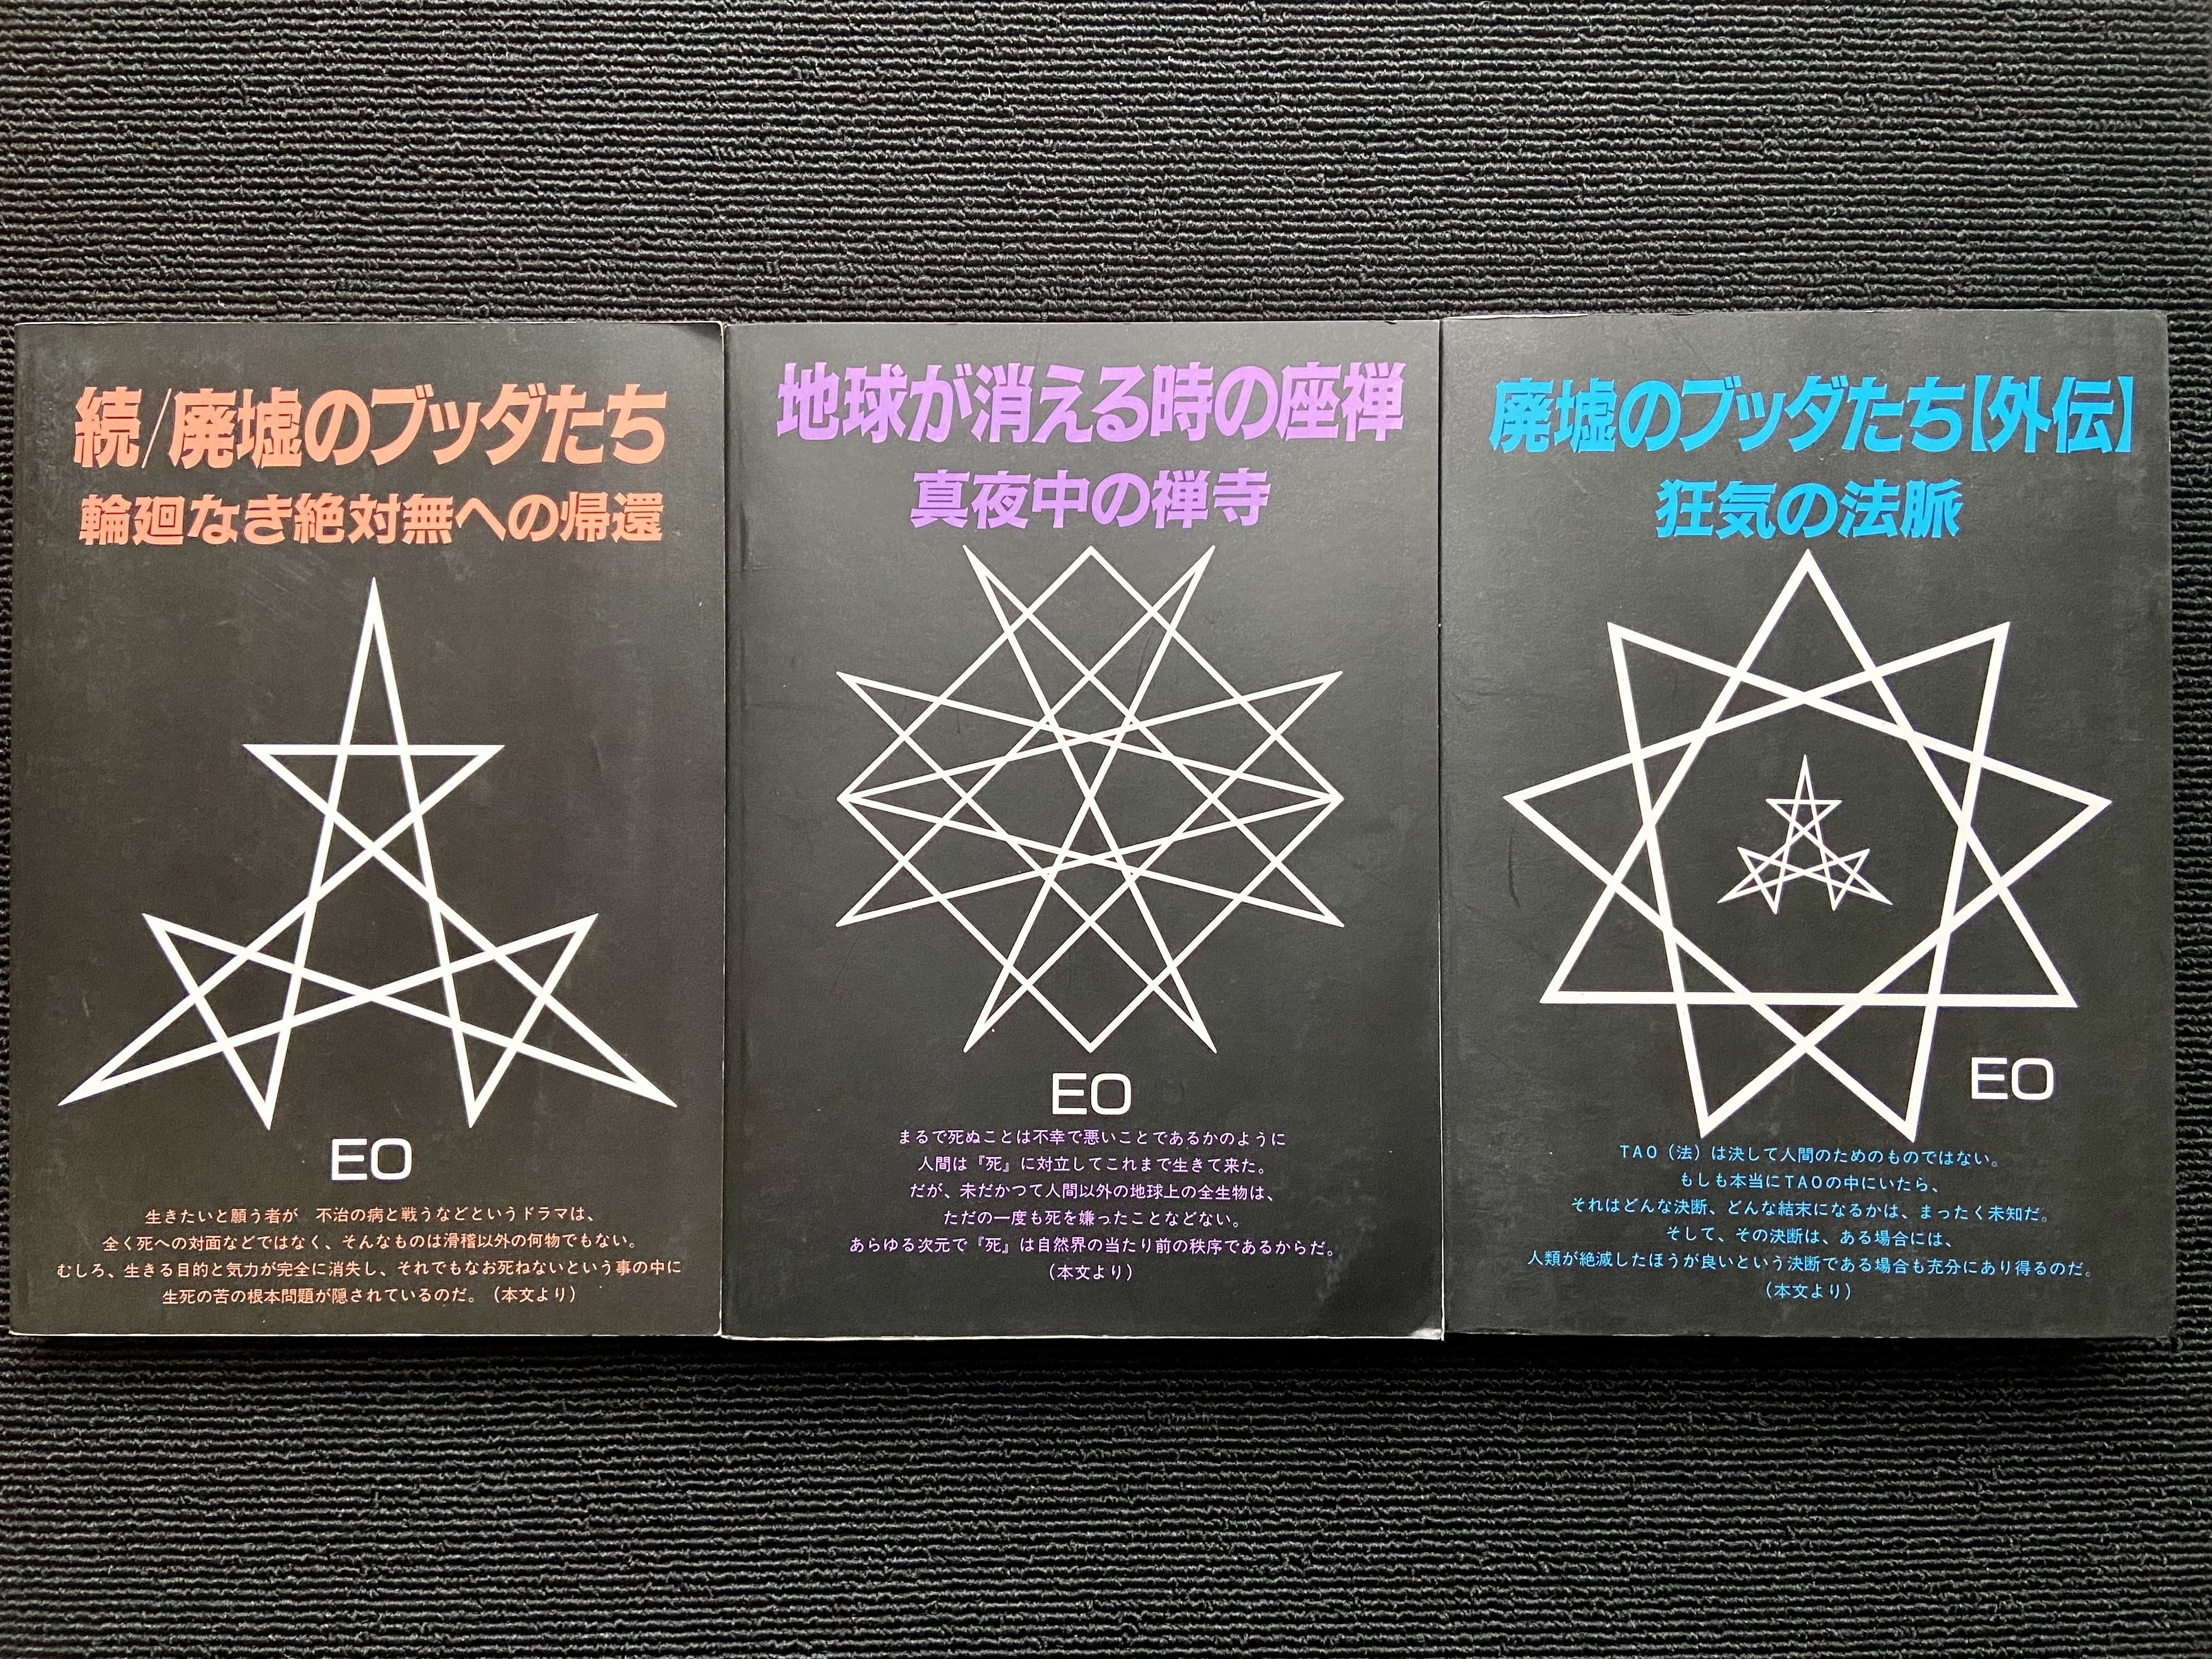 続/廃墟のブッダたち
輪廻なき絶対無への帰還
EO
生きたいと願う者が 不治の病と戦うなどというドラマは、
全く死への対面などではなく、そんなものは滑稽以外の何物でもない。
むしろ、生きる目的と気力が完全に消失し、それでもなお死ねないという事の中に
生死の苦の根本問題が隠されているのだ。（本文より）
地球が消える時の座禅
真夜中の禅寺
EO
まるで死ぬことは不幸で悪いことであるかのように
人間は『死』に対立してこれまで生きて来た。
だが、未だかつて人間以外の地球上の全生物は、
ただの一度も死を嫌ったことなどない。
あらゆる次元で『死』は自然界の当たり前の秩序であるからだ。
（本文より）
廃墟のブッダたち【外伝】
狂気の法脈
EO
TAO（法）は決して人間のためのものではない。
もしも本当にTAOの中にいたら、
それはどんな決断、どんな結末になるかは、まったく未知だ。
そして、その決断は、ある場合には、
人類が絶滅したほうが良いという決断である場合も充分にあり得るのだ。
（本文より）